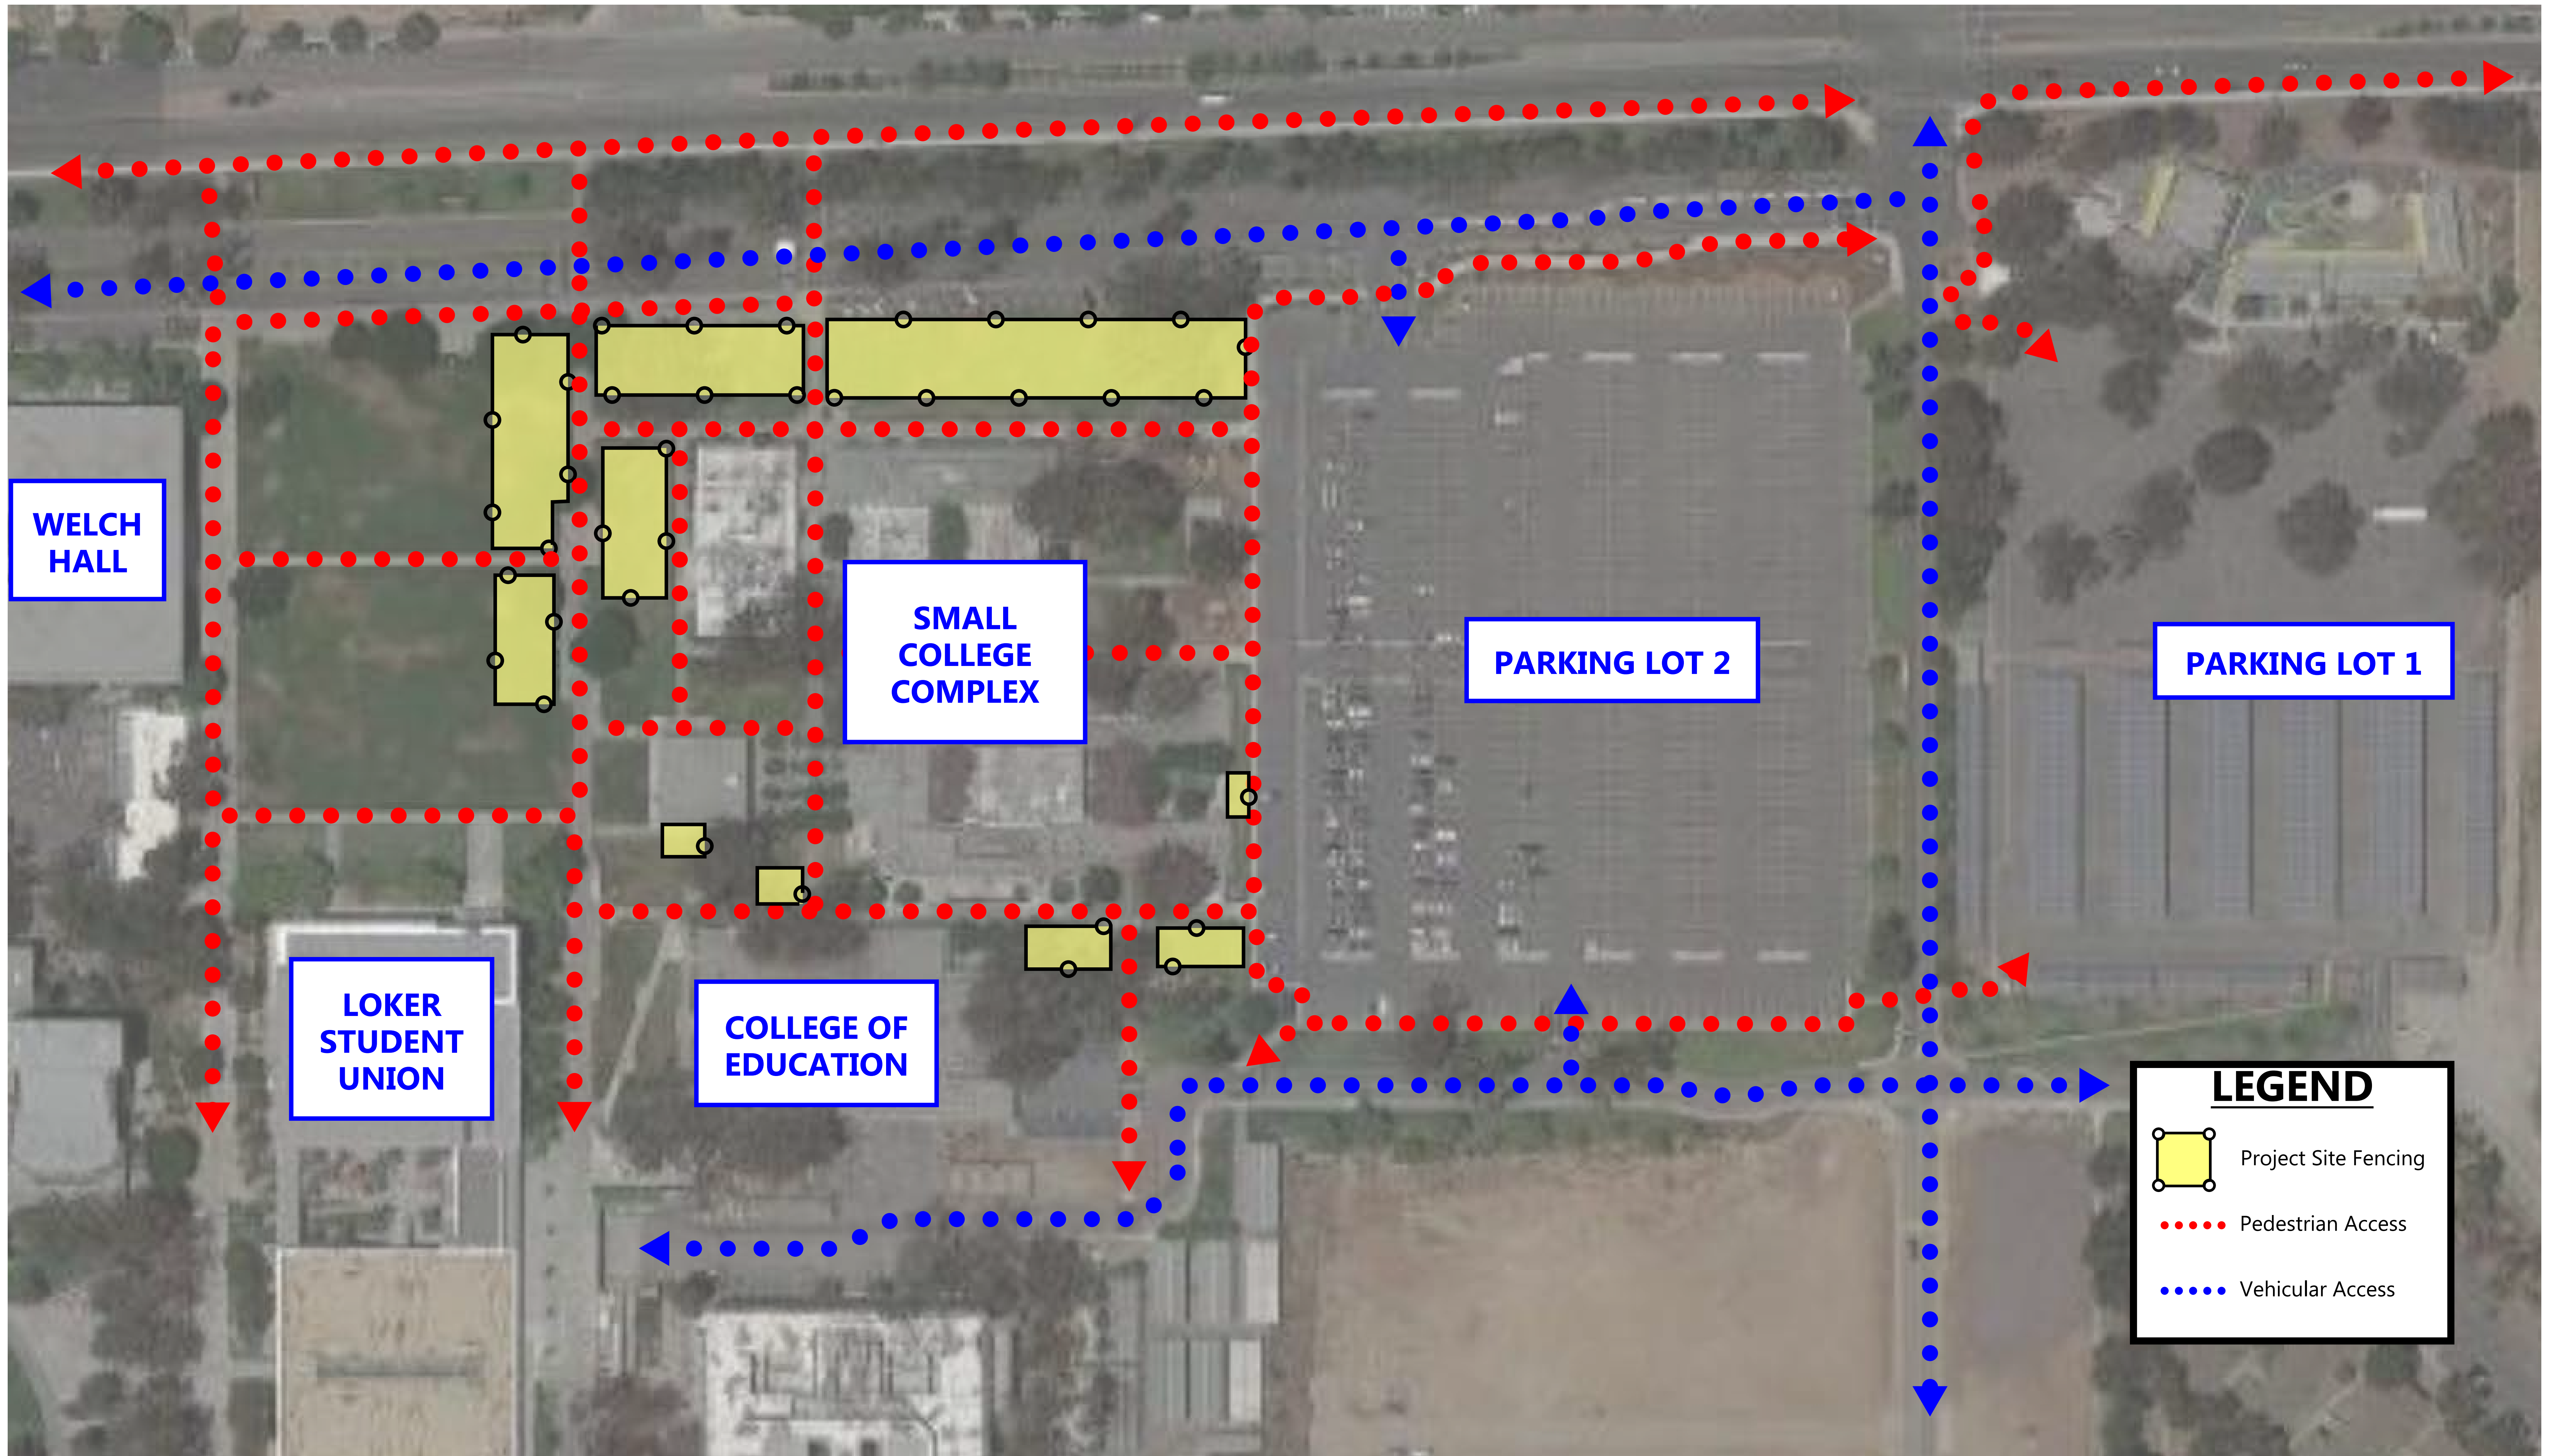 WELCH
HALL
SMALL
COLLEGE
COMPLEX
PARKING LOT 2
PARKING LOT 1
LOKER
STUDENT
UNION
COLLEGE OF
EDUCATION
LEGEND
Project Site Fencing
Pedestrian Access
Vehicular Access